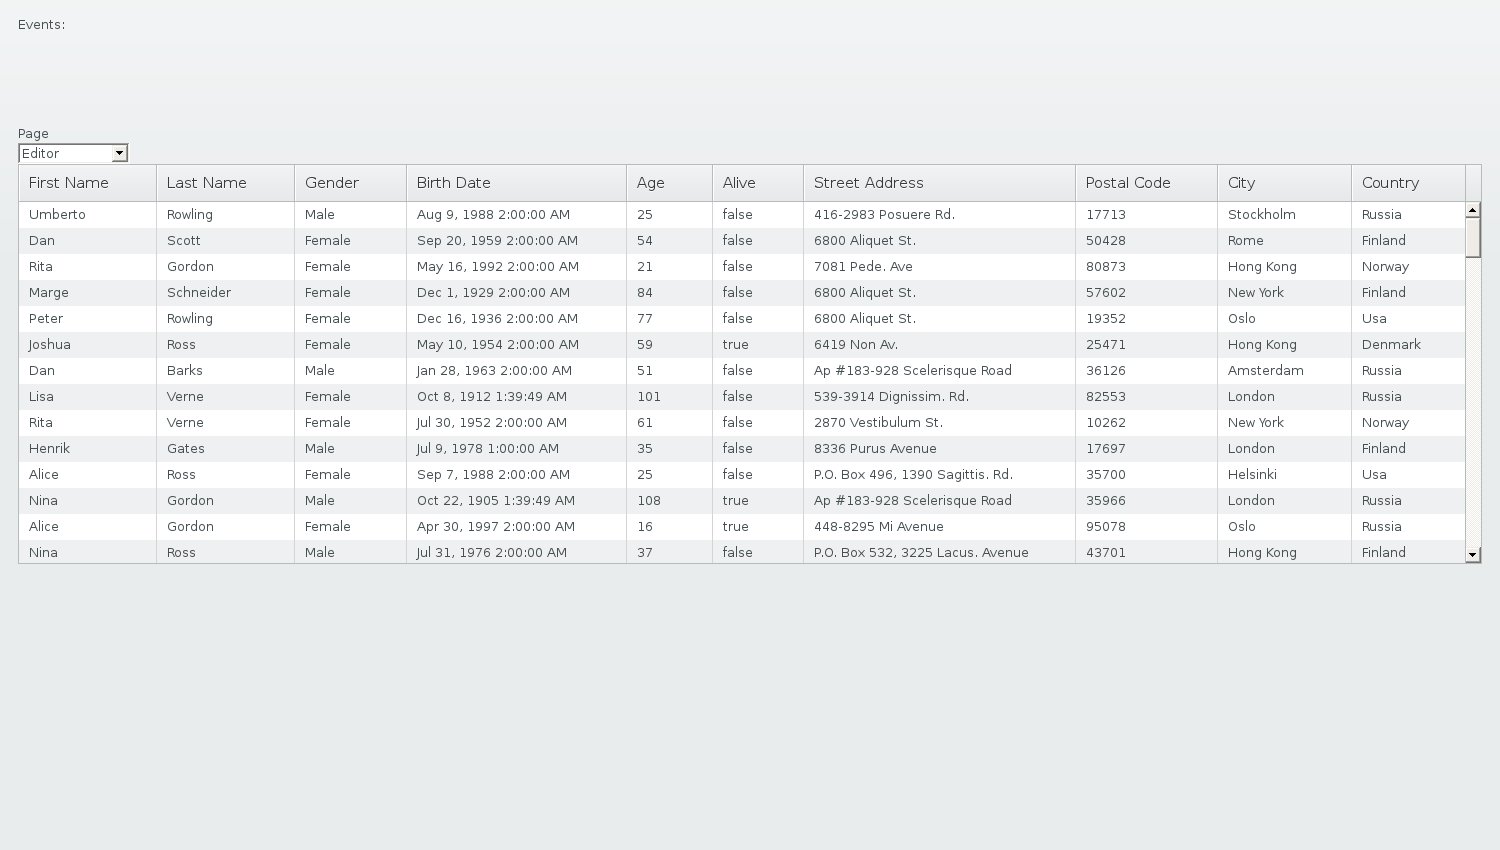 Events:
Page
Editor
First Name Last Name Gender Birth Date Age Alive Street Address Postal Code City Country
Umberto Rowling Male Aug 9, 1988 2:00:00 AM 25 false 416-2983 Posuere Rd. 17713 Stockholm Russia
Dan Scott Female Sep 20, 1959 2:00:00 AM 54 false 6800 Aliquet St. 50428 Rome Finland
Rita Gordon Female May 16, 1992 2:00:00 AM 21 false 7081 Pede. Ave 80873 Hong Kong Norway
Marge Schneider Female Dec 1, 1929 2:00:00 AM 84 false 6800 Aliquet St. 57602 New York Finland
Peter Rowling Female Dec 16, 1936 2:00:00 AM 77 false 6800 Aliquet St. 19352 Oslo Usa
Joshua Ross Female May 10, 1954 2:00:00 AM 59 true 6419 Non Av. 25471 Hong Kong Denmark
Dan Barks Male Jan 28, 1963 2:00:00 AM 51 false Ap #183-928 Scelerisque Road 36126 Amsterdam Russia
Lisa Verne Female Oct 8, 1912 1:39:49 AM 101 false 539-3914 Dignissim. Rd. 82553 London Russia
Rita Verne Female Jul 30, 1952 2:00:00 AM 61 false 2870 Vestibulum St. 10262 New York Norway
Henrik Gates Male Jul 9, 1978 1:00:00 AM 35 false 8336 Purus Avenue 17697 London Finland
Alice Ross Female Sep 7, 1988 2:00:00 AM 25 false P.O. Box 496, 1390 Sagittis. Rd. 35700 Helsinki Usa
Nina Gordon Male Oct 22, 1905 1:39:49 AM 108 true Ap #183-928 Scelerisque Road 35966 London Russia
Alice Gordon Female Apr 30, 1997 2:00:00 AM 16 true 448-8295 Mi Avenue 95078 Oslo Russia
Nina Ross Male Jul 31, 1976 2:00:00 AM 37 false P.O. Box 532, 3225 Lacus. Avenue 43701 Hong Kong Finland